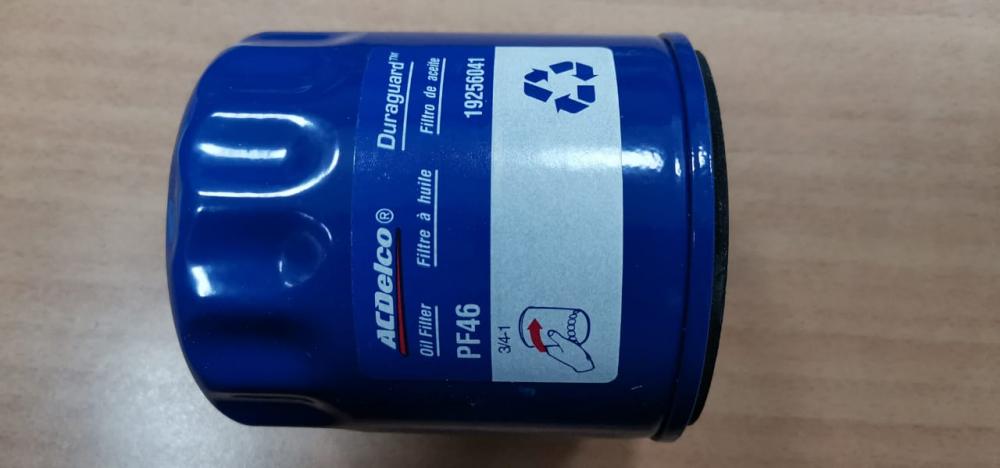 ACDelco® Duraguard™
Oil Filter Filtre à huile Filtro de aceite
PF46 19256041
3/4-1